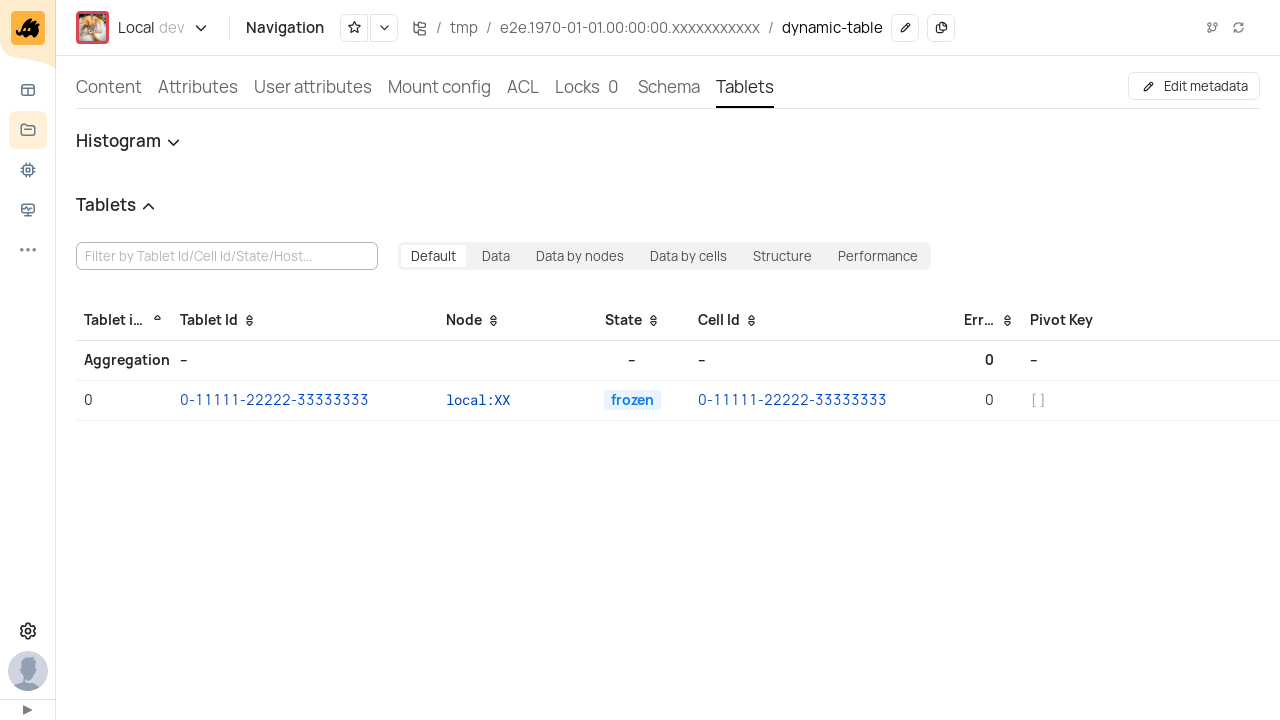 Local dev Navigation / tmp / e2e.1970-01-01.00:00:00.xxxxxxxxxxx / dynamic-table
Content Attributes User attributes Mount config ACL Locks 0 Schema Tablets Edit metadata
Histogram
Tablets
Filter by Tablet Id/Cell Id/State/Host... Default Data Data by nodes Data by cells Structure Performance
Tablet i... Tablet Id Node State Cell Id Err... Pivot Key
Aggregation – – – 0 –
0 0-11111-22222-33333333 local:XX frozen 0-11111-22222-33333333 0 []